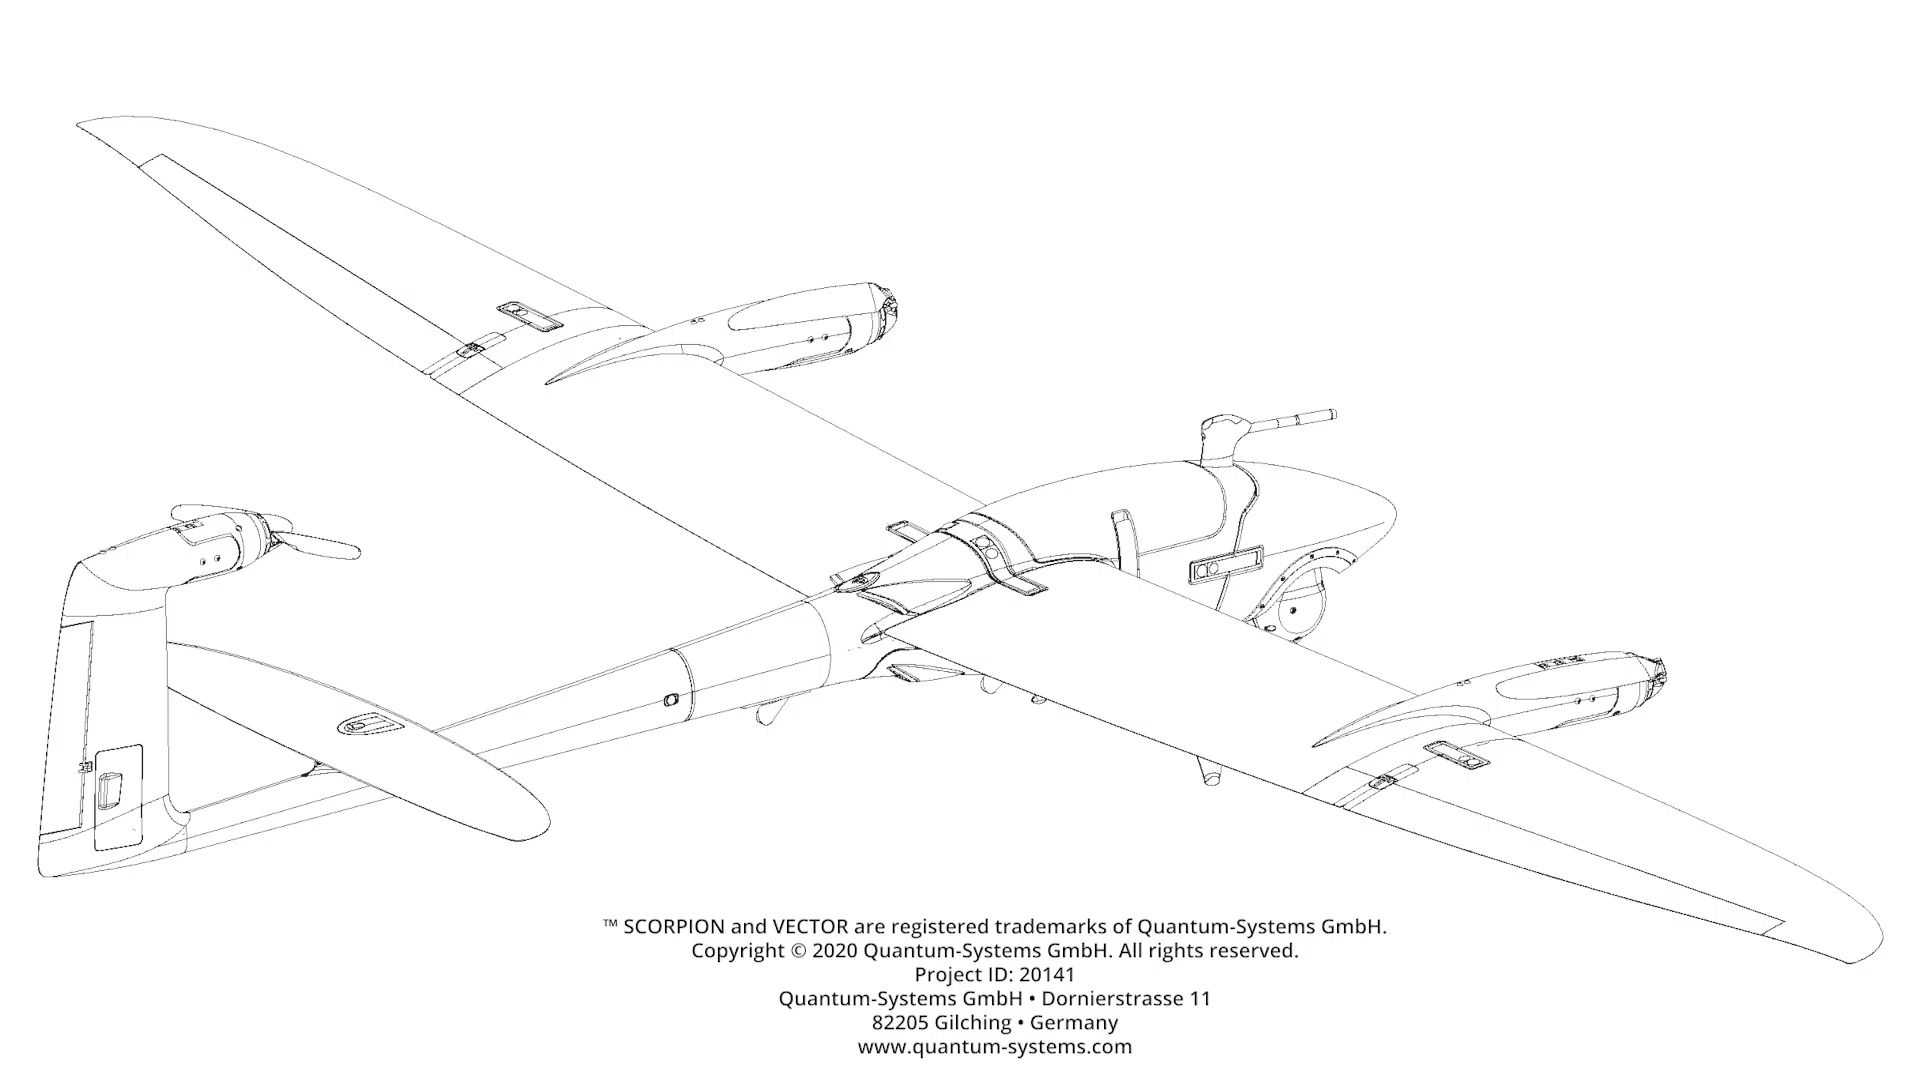 ™ SCORPION and VECTOR are registered trademarks of Quantum-Systems GmbH.
Copyright © 2020 Quantum-Systems GmbH. All rights reserved.
Project ID: 20141
Quantum-Systems GmbH • Dornierstrasse 11
82205 Gilching • Germany
www.quantum-systems.com